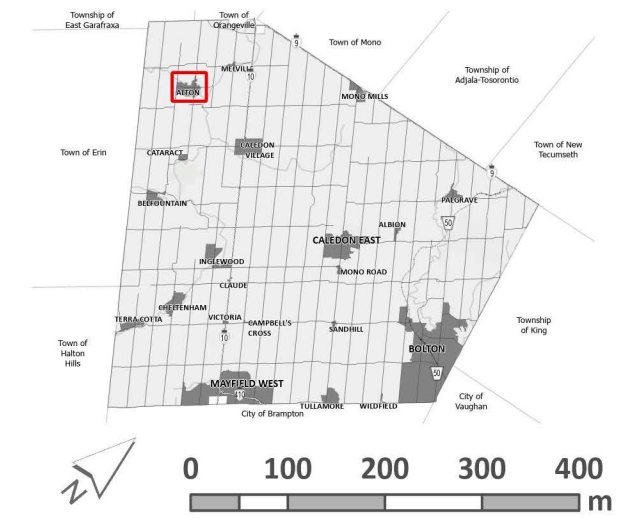 Township of
East Garafraxa
Town of
Orangeville
9
Town of Mono
Township of
Adjala-Tosorontio
MELVILLE
10
ALTON
MONO MILLS
Town of Erin
CATARACT
CALEDON
VILLAGE
Town of New
Tecumseth
9
BELFOUNTAIN
PALGRAVE
50
ALBION
CALEDON EAST
INGLEWOOD
MONO ROAD
CLAUDE
CHELTENHAM
TERRA COTTA
VICTORIA
CAMPBELL'S
CROSS
10
SANDHILL
Township
of King
Town of
Halton
Hills
BOLTON
50
MAYFIELD WEST
410
TULLAMORE
WILDFIELD
City of
Vaughan
City of Brampton
N
0 100 200 300 400
m